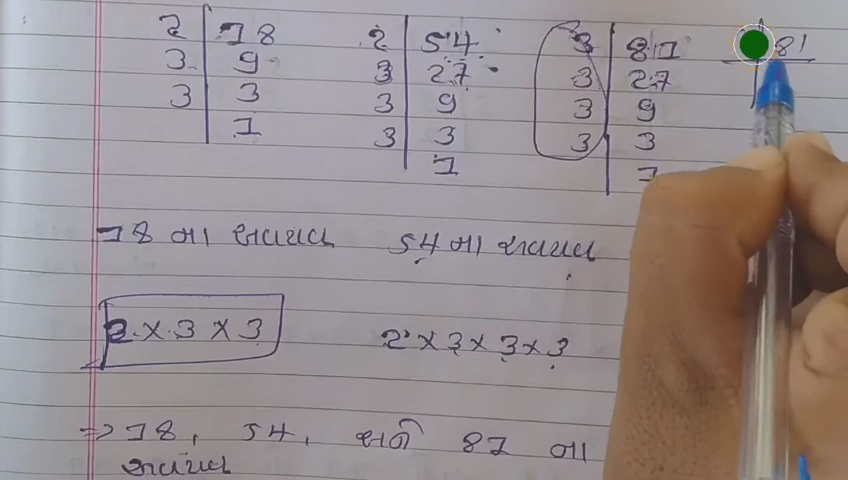 2 | 18   2 | 54   3 | 81   81
3 | 9   3 | 27   3 | 27
3 | 3   3 | 9   3 | 9
1   3 | 3   3 | 3
1   1
18 ના અવયવ   54 ના અવયવ
2 × 3 × 3   2 × 3 × 3 × 3
⇒ 18, 54, અને 81 ના
અવયવ